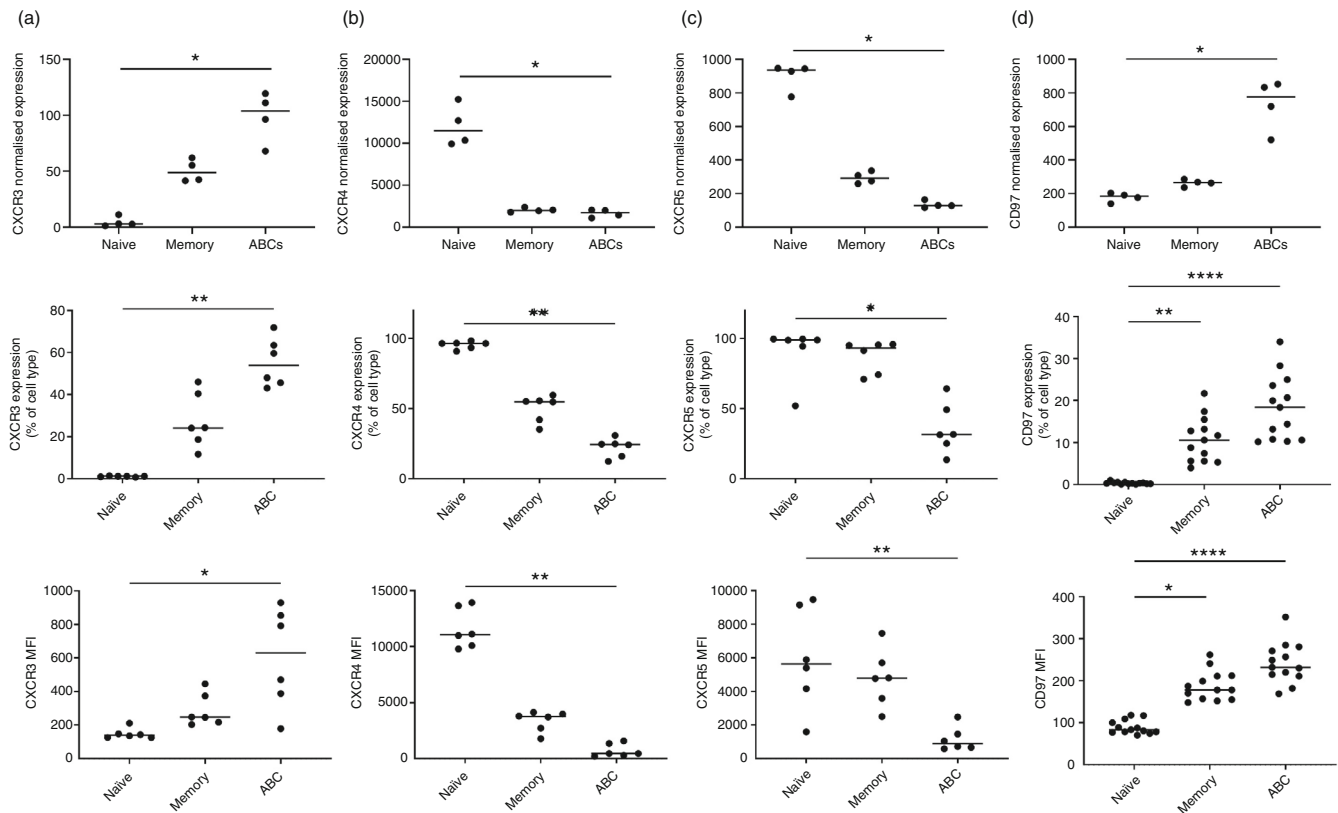 (a)
(b)
(c)
(d)
CXCR3 normalised expression
150
100
50
0
*
Naive
Memory
ABCs
CXCR4 normalised expression
20000
15000
10000
5000
0
*
Naive
Memory
ABCs
CXCR5 normalised expression
1000
800
600
400
200
0
*
Naive
Memory
ABCs
CD97 normalised expression
1000
800
600
400
200
0
*
Naive
Memory
ABCs
CXCR3 expression
(% of cell type)
80
60
40
20
0
**
Naïve
Memory
ABC
CXCR4 expression
(% of cell type)
100
50
0
**
Naïve
Memory
ABC
CXCR5 expression
(% of cell type)
100
50
0
*
Naïve
Memory
ABC
CD97 expression
(% of cell type)
40
30
20
10
0
**
****
Naïve
Memory
ABC
CXCR3 MFI
1000
800
600
400
200
0
*
Naïve
Memory
ABC
CXCR4 MFI
15000
10000
5000
0
**
Naïve
Memory
ABC
CXCR5 MFI
10000
8000
6000
4000
2000
0
**
Naïve
Memory
ABC
CD97 MFI
400
300
200
100
0
*
****
Naïve
Memory
ABC